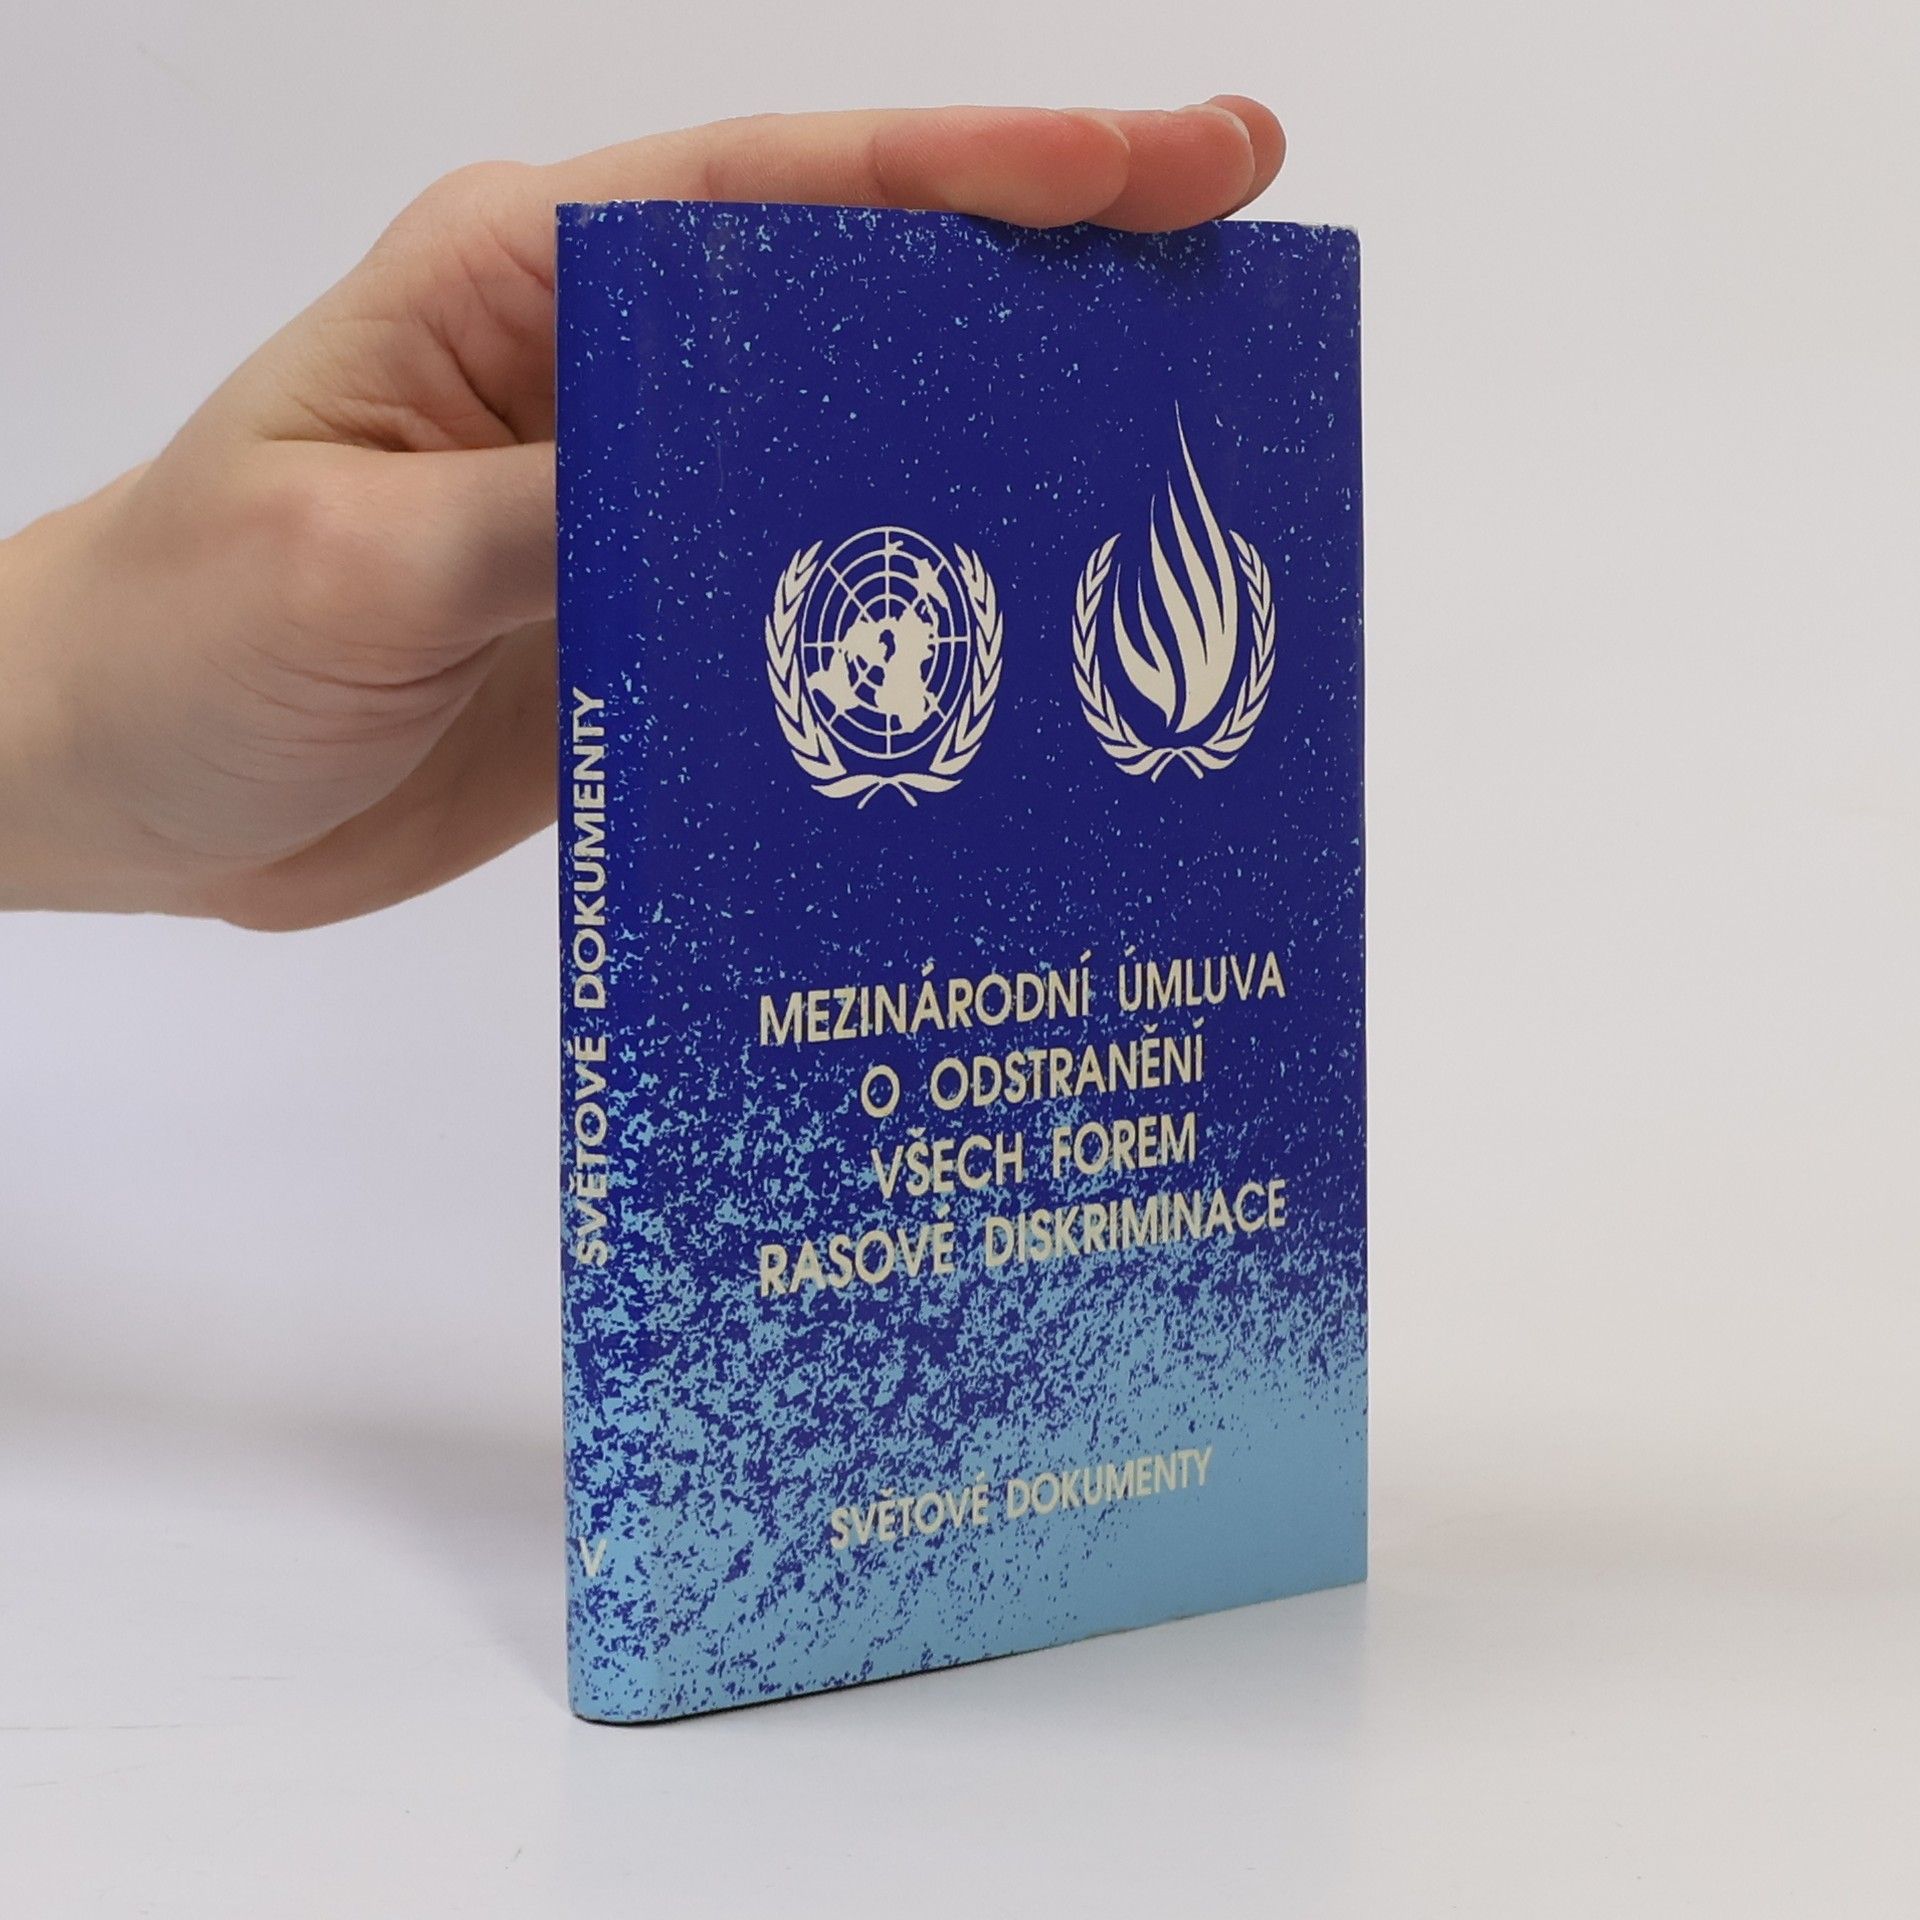 SVĚTOVÉ DOKUMENTY
V.
MEZINÁRODNÍ ÚMLUVA
O ODSTRANĚNÍ
VŠECH FOREM
RASOVÉ DISKRIMINACE
SVĚTOVÉ DOKUMENTY